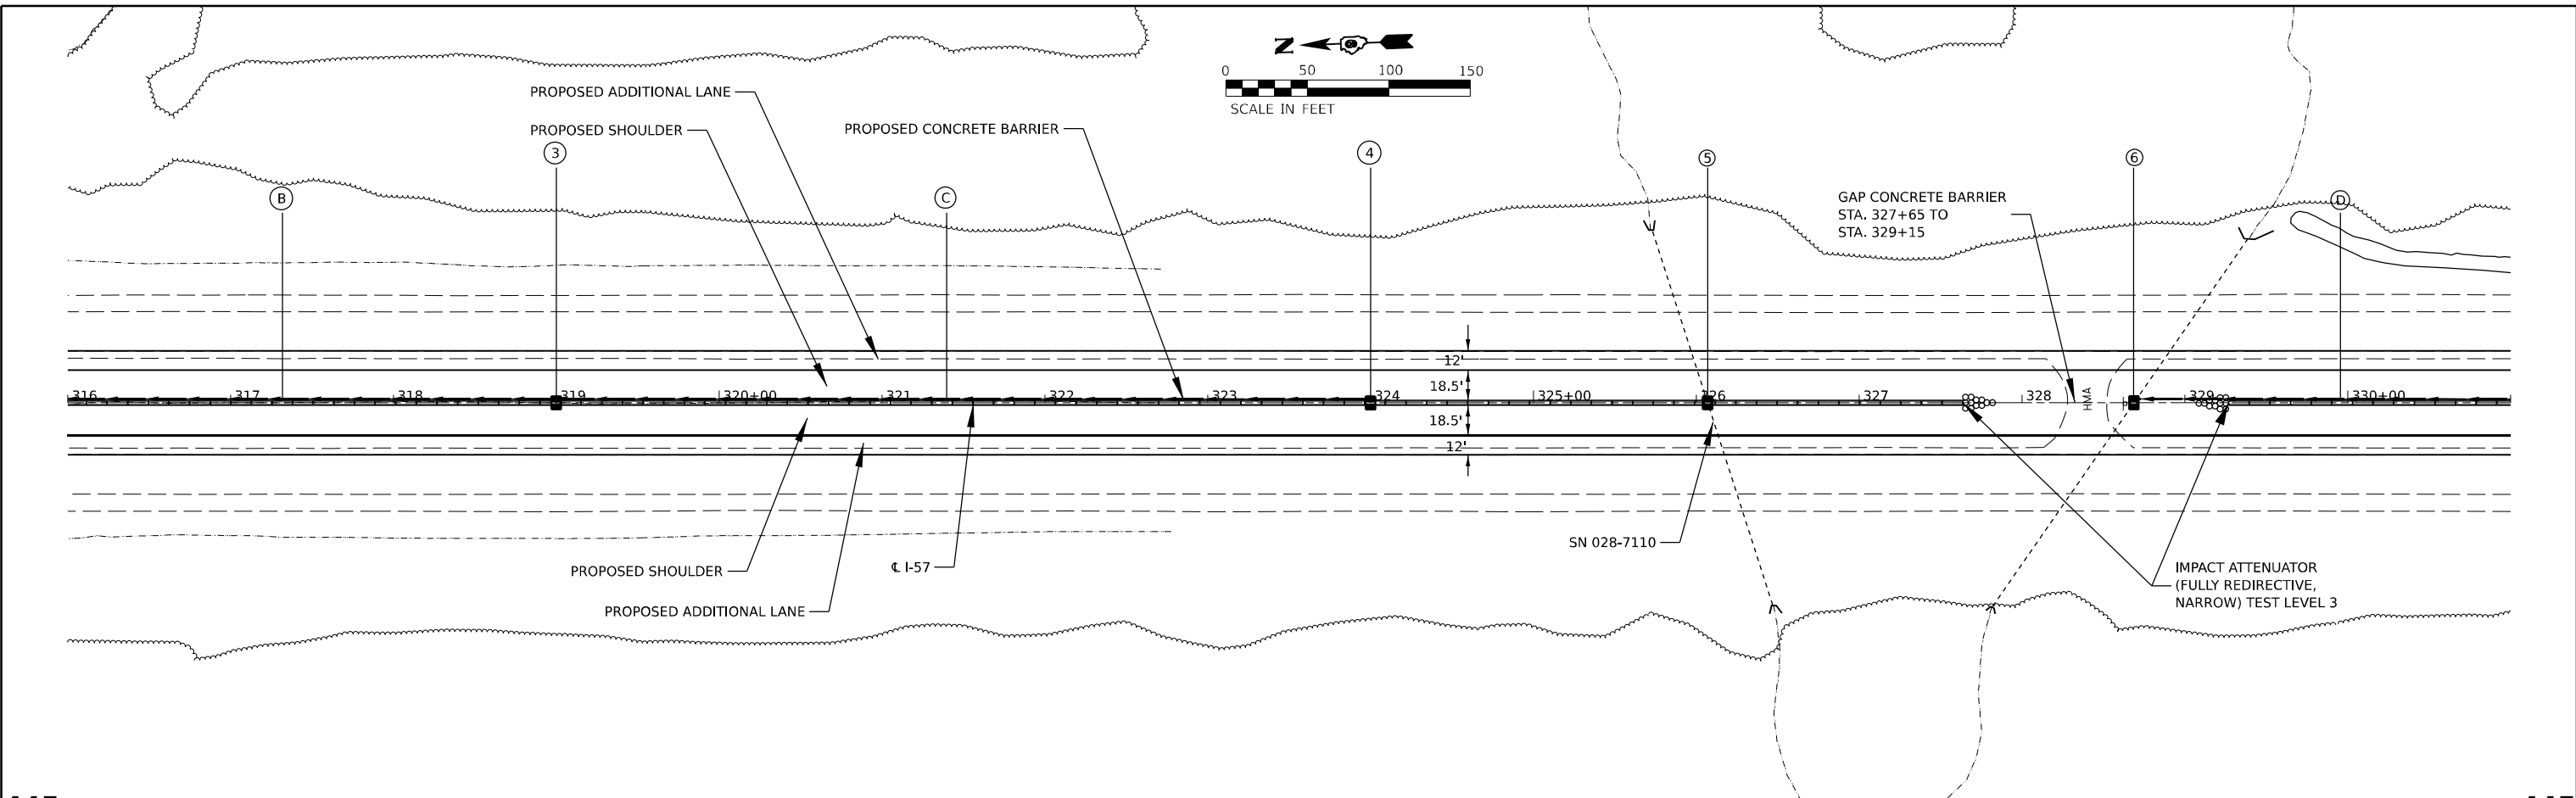 N
0 50 100 150
SCALE IN FEET
PROPOSED ADDITIONAL LANE
PROPOSED SHOULDER
PROPOSED CONCRETE BARRIER
3
4
5
6
B
C
D
GAP CONCRETE BARRIER
STA. 327+65 TO
STA. 329+15
12'
18.5'
316 317 318 319 320+00 321 322 323 324 325+00 326 327 328 329 330+00
HMA
18.5'
12'
SN 028-7110
℄ I-57
PROPOSED SHOULDER
PROPOSED ADDITIONAL LANE
IMPACT ATTENUATOR
(FULLY REDIRECTIVE,
NARROW) TEST LEVEL 3